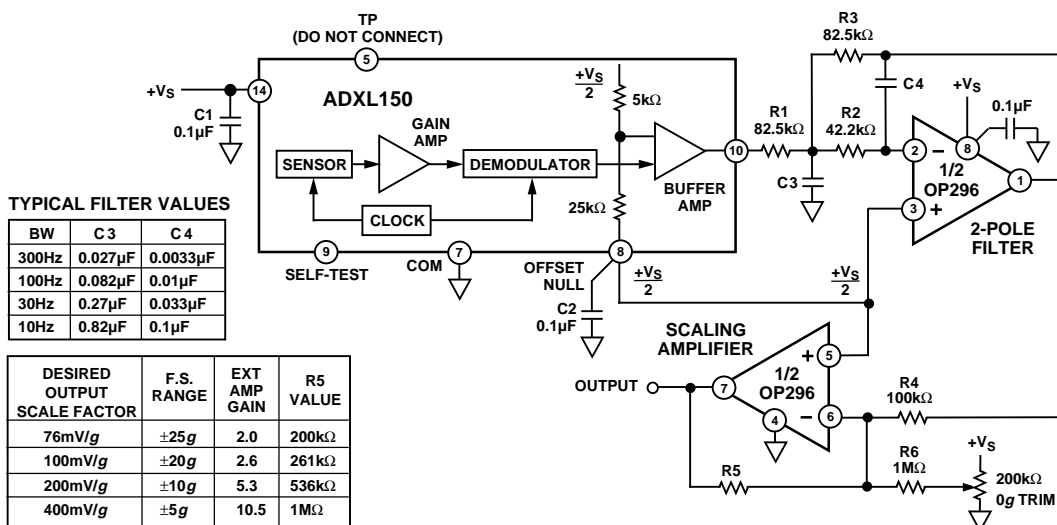 TP
(DO NOT CONNECT)
5
+VS
14
C1
0.1µF
ADXL150
+VS
2
5kΩ
GAIN
AMP
SENSOR
DEMODULATOR
CLOCK
25kΩ
BUFFER
AMP
10
9
SELF-TEST
COM
7
8
OFFSET
NULL
C2
0.1µF
+VS
2
R1
82.5kΩ
R3
82.5kΩ
C4
R2
42.2kΩ
C3
+VS
0.1µF
2
–
8
1/2
OP296
1
3
+
2-POLE
FILTER
+VS
2
TYPICAL FILTER VALUES
BW C3 C4
300Hz 0.027µF 0.0033µF
100Hz 0.082µF 0.01µF
30Hz 0.27µF 0.033µF
10Hz 0.82µF 0.1µF
DESIRED OUTPUT SCALE FACTOR F.S. RANGE EXT AMP GAIN R5 VALUE
76mV/g ±25g 2.0 200kΩ
100mV/g ±20g 2.6 261kΩ
200mV/g ±10g 5.3 536kΩ
400mV/g ±5g 10.5 1MΩ
SCALING
AMPLIFIER
OUTPUT
7
+
5
1/2
OP296
4
–
6
R4
100kΩ
R5
R6
1MΩ
+VS
200kΩ
0g TRIM